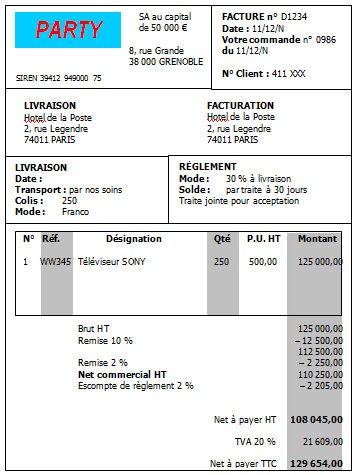 PARTY
SA au capital
de 50 000 €
8, rue Grande
38 000 GRENOBLE
SIREN 39412 949000 75
FACTURE n° D1234
Date : 11/12/N
Votre commande n° 0986
du 11/12/N
N° Client : 411 XXX
LIVRAISON
Hotel de la Poste
2, rue Legendre
74011 PARIS
FACTURATION
Hotel de la Poste
2, rue Legendre
74011 PARIS
LIVRAISON
Date :
Transport : par nos soins
Colis : 250
Mode : Franco
RÉGLEMENT
Mode : 30 % à livraison
Solde : par traite à 30 jours
Traite jointe pour acceptation
N° Réf. Désignation Qté P.U. HT Montant
1 WW345 Téléviseur SONY 250 500,00 125 000,00
Brut HT 125 000,00
Remise 10 % – 12 500,00
112 500,00
Remise 2 % – 2 250,00
Net commercial HT 110 250,00
Escompte de règlement 2 % – 2 205,00
Net à payer HT 108 045,00
TVA 20 % 21 609,00
Net à payer TTC 129 654,00